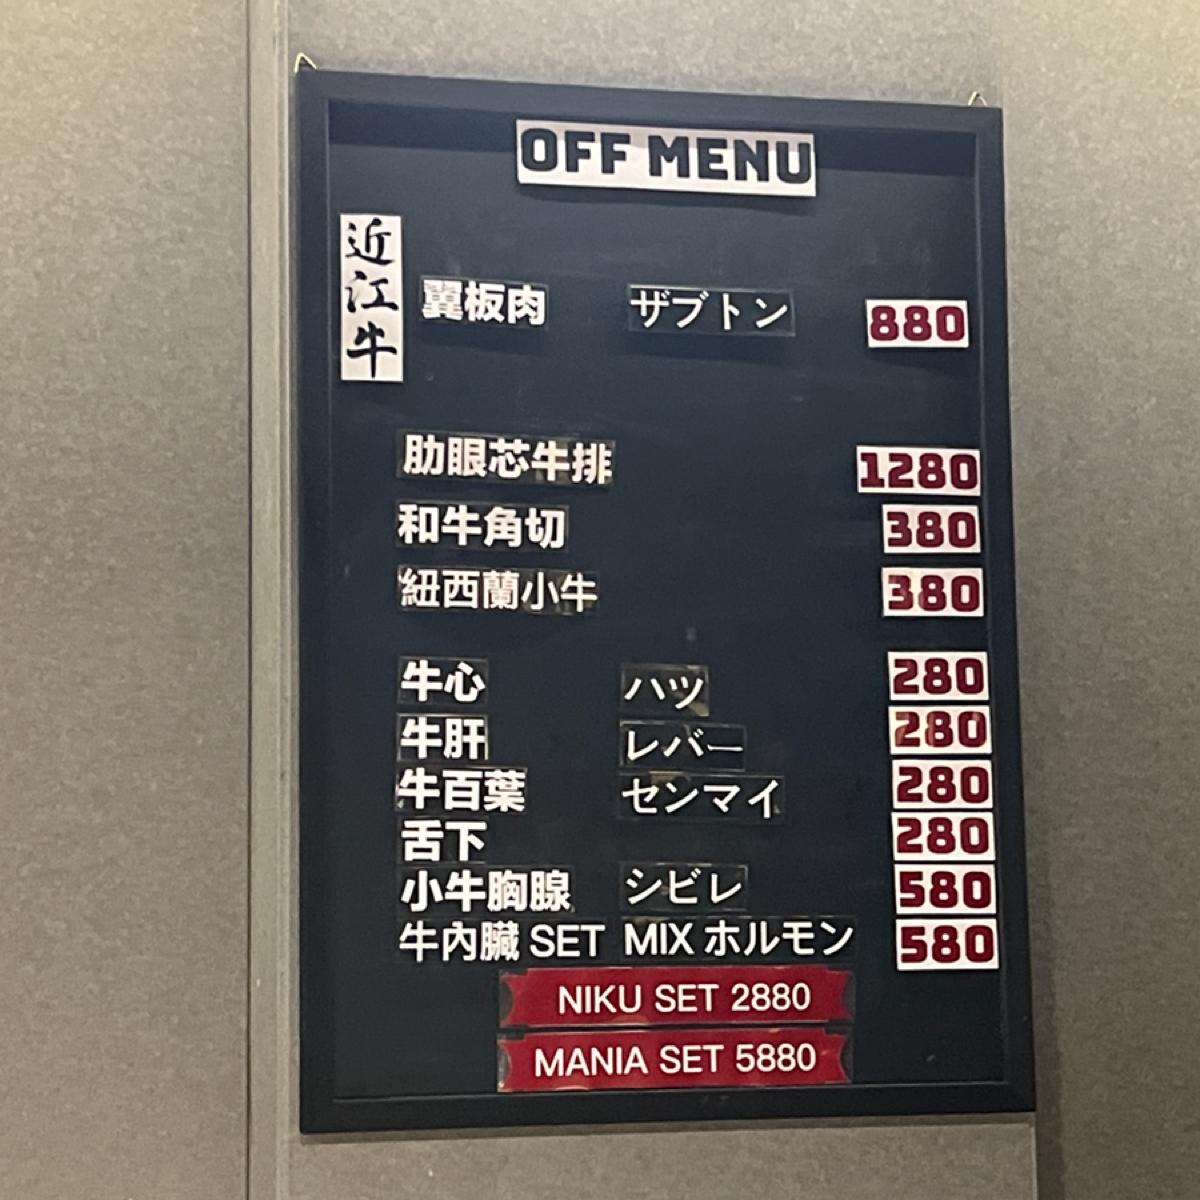 OFF MENU
近江牛
翼板肉 ザブトン 880
肋眼芯牛排 1280
和牛角切 380
紐西蘭小牛 380
牛心 ハツ 280
牛肝 レバー 280
牛百葉 センマイ 280
舌下 280
小牛胸腺 シビレ 580
牛內臟 SET MIX ホルモン 580
NIKU SET 2880
MANIA SET 5880